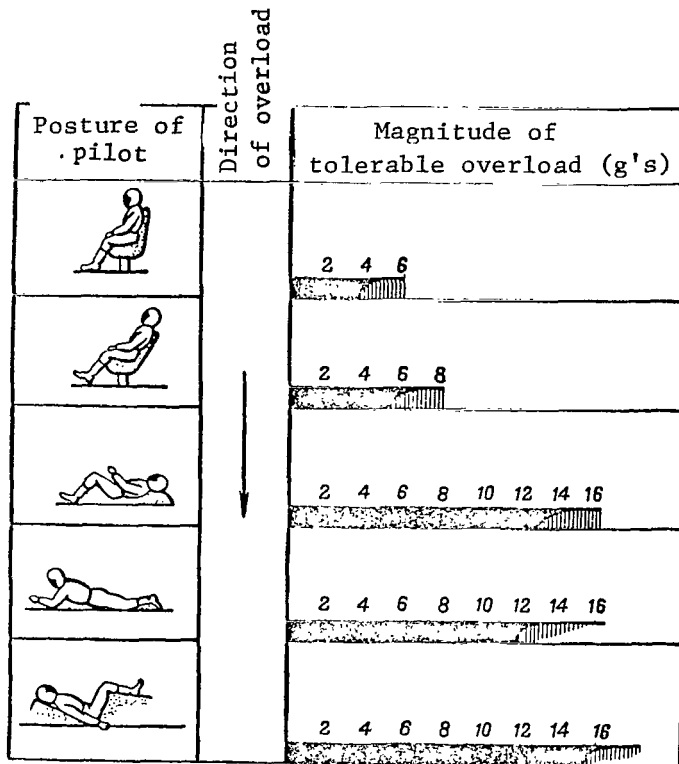 Posture of
.pilot
Direction
of overload
Magnitude of
tolerable overload (g's)
2 4 6
2 4 6 8
2 4 6 8 10 12 14 16
2 4 6 8 10 12 14 16
2 4 6 8 10 12 14 16